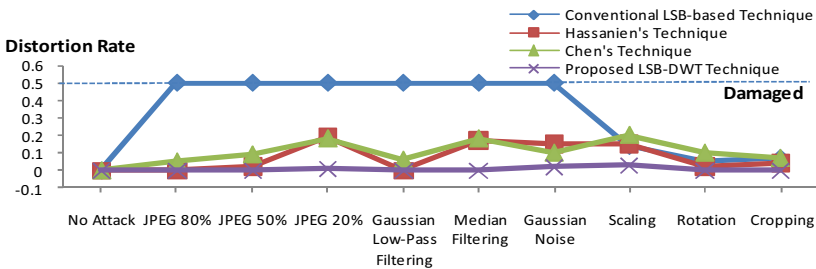 Conventional LSB-based Technique
Hassanien's Technique
Chen's Technique
Proposed LSB-DWT Technique
Distortion Rate
Damaged
0.6
0.5
0.4
0.3
0.2
0.1
0
-0.1
No Attack
JPEG 80%
JPEG 50%
JPEG 20%
Gaussian
Low-Pass
Filtering
Median
Filtering
Gaussian
Noise
Scaling
Rotation
Cropping